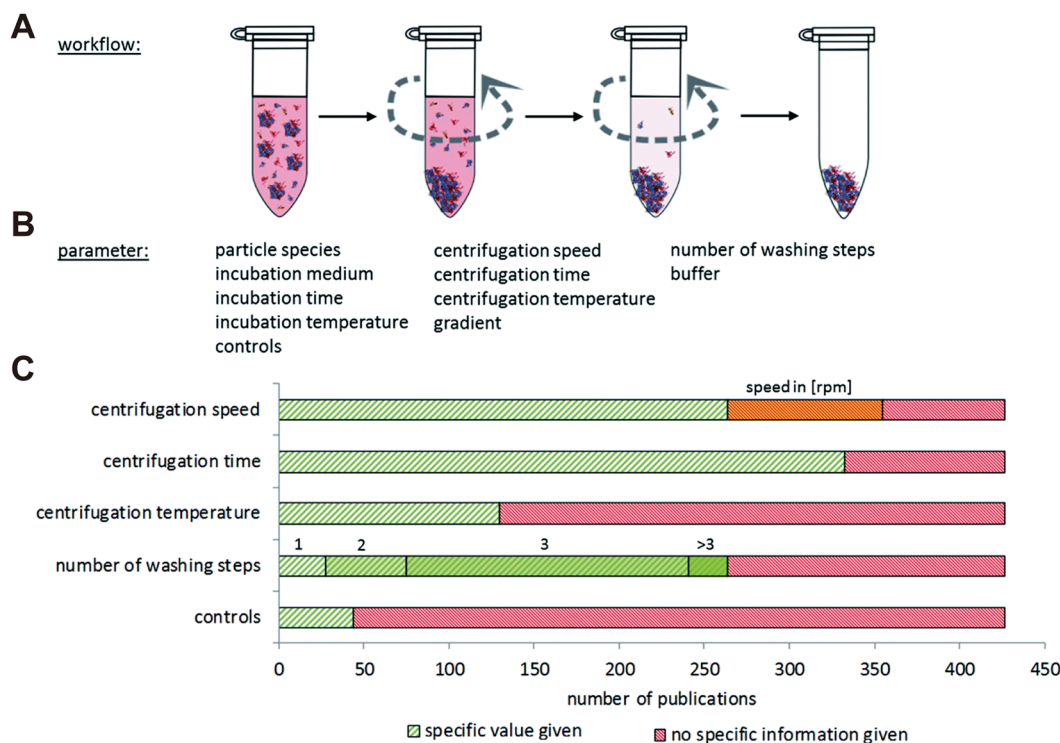 A
workflow:
B
parameter:
particle species
incubation medium
incubation time
incubation temperature
controls
centrifugation speed
centrifugation time
centrifugation temperature
gradient
number of washing steps
buffer
C
speed in [rpm]
centrifugation speed
centrifugation time
centrifugation temperature
1 2 3 >3
number of washing steps
controls
0 50 100 150 200 250 300 350 400 450
number of publications
specific value given
no specific information given